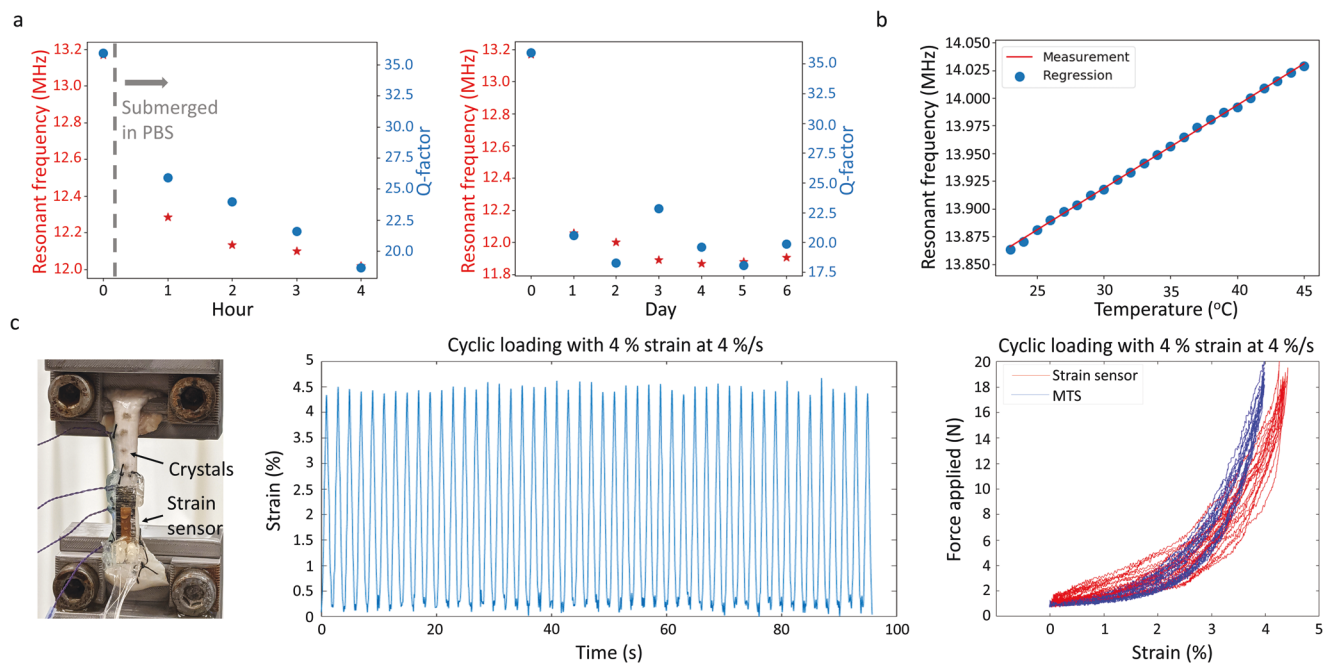 a
Resonant frequency (MHz)
13.2
13.0
12.8
12.6
12.4
12.2
12.0
Submerged
in PBS
35.0
32.5
30.0
27.5
25.0
22.5
20.0
Q-factor
0 1 2 3 4
Hour
Resonant frequency (MHz)
13.2
13.0
12.8
12.6
12.4
12.2
12.0
11.8
35.0
32.5
30.0
27.5
25.0
22.5
20.0
17.5
Q-factor
0 1 2 3 4 5 6
Day
b
Resonant frequency (MHz)
14.050
14.025
14.000
13.975
13.950
13.925
13.900
13.875
13.850
Measurement
Regression
25 30 35 40 45
Temperature (°C)
c
Crystals
Strain
sensor
Cyclic loading with 4 % strain at 4 %/s
Strain (%)
5
4.5
4
3.5
3
2.5
2
1.5
1
0.5
0
0 20 40 60 80 100
Time (s)
Cyclic loading with 4 % strain at 4 %/s
Force applied (N)
20
18
16
14
12
10
8
6
4
2
0
Strain sensor
MTS
0 1 2 3 4 5
Strain (%)